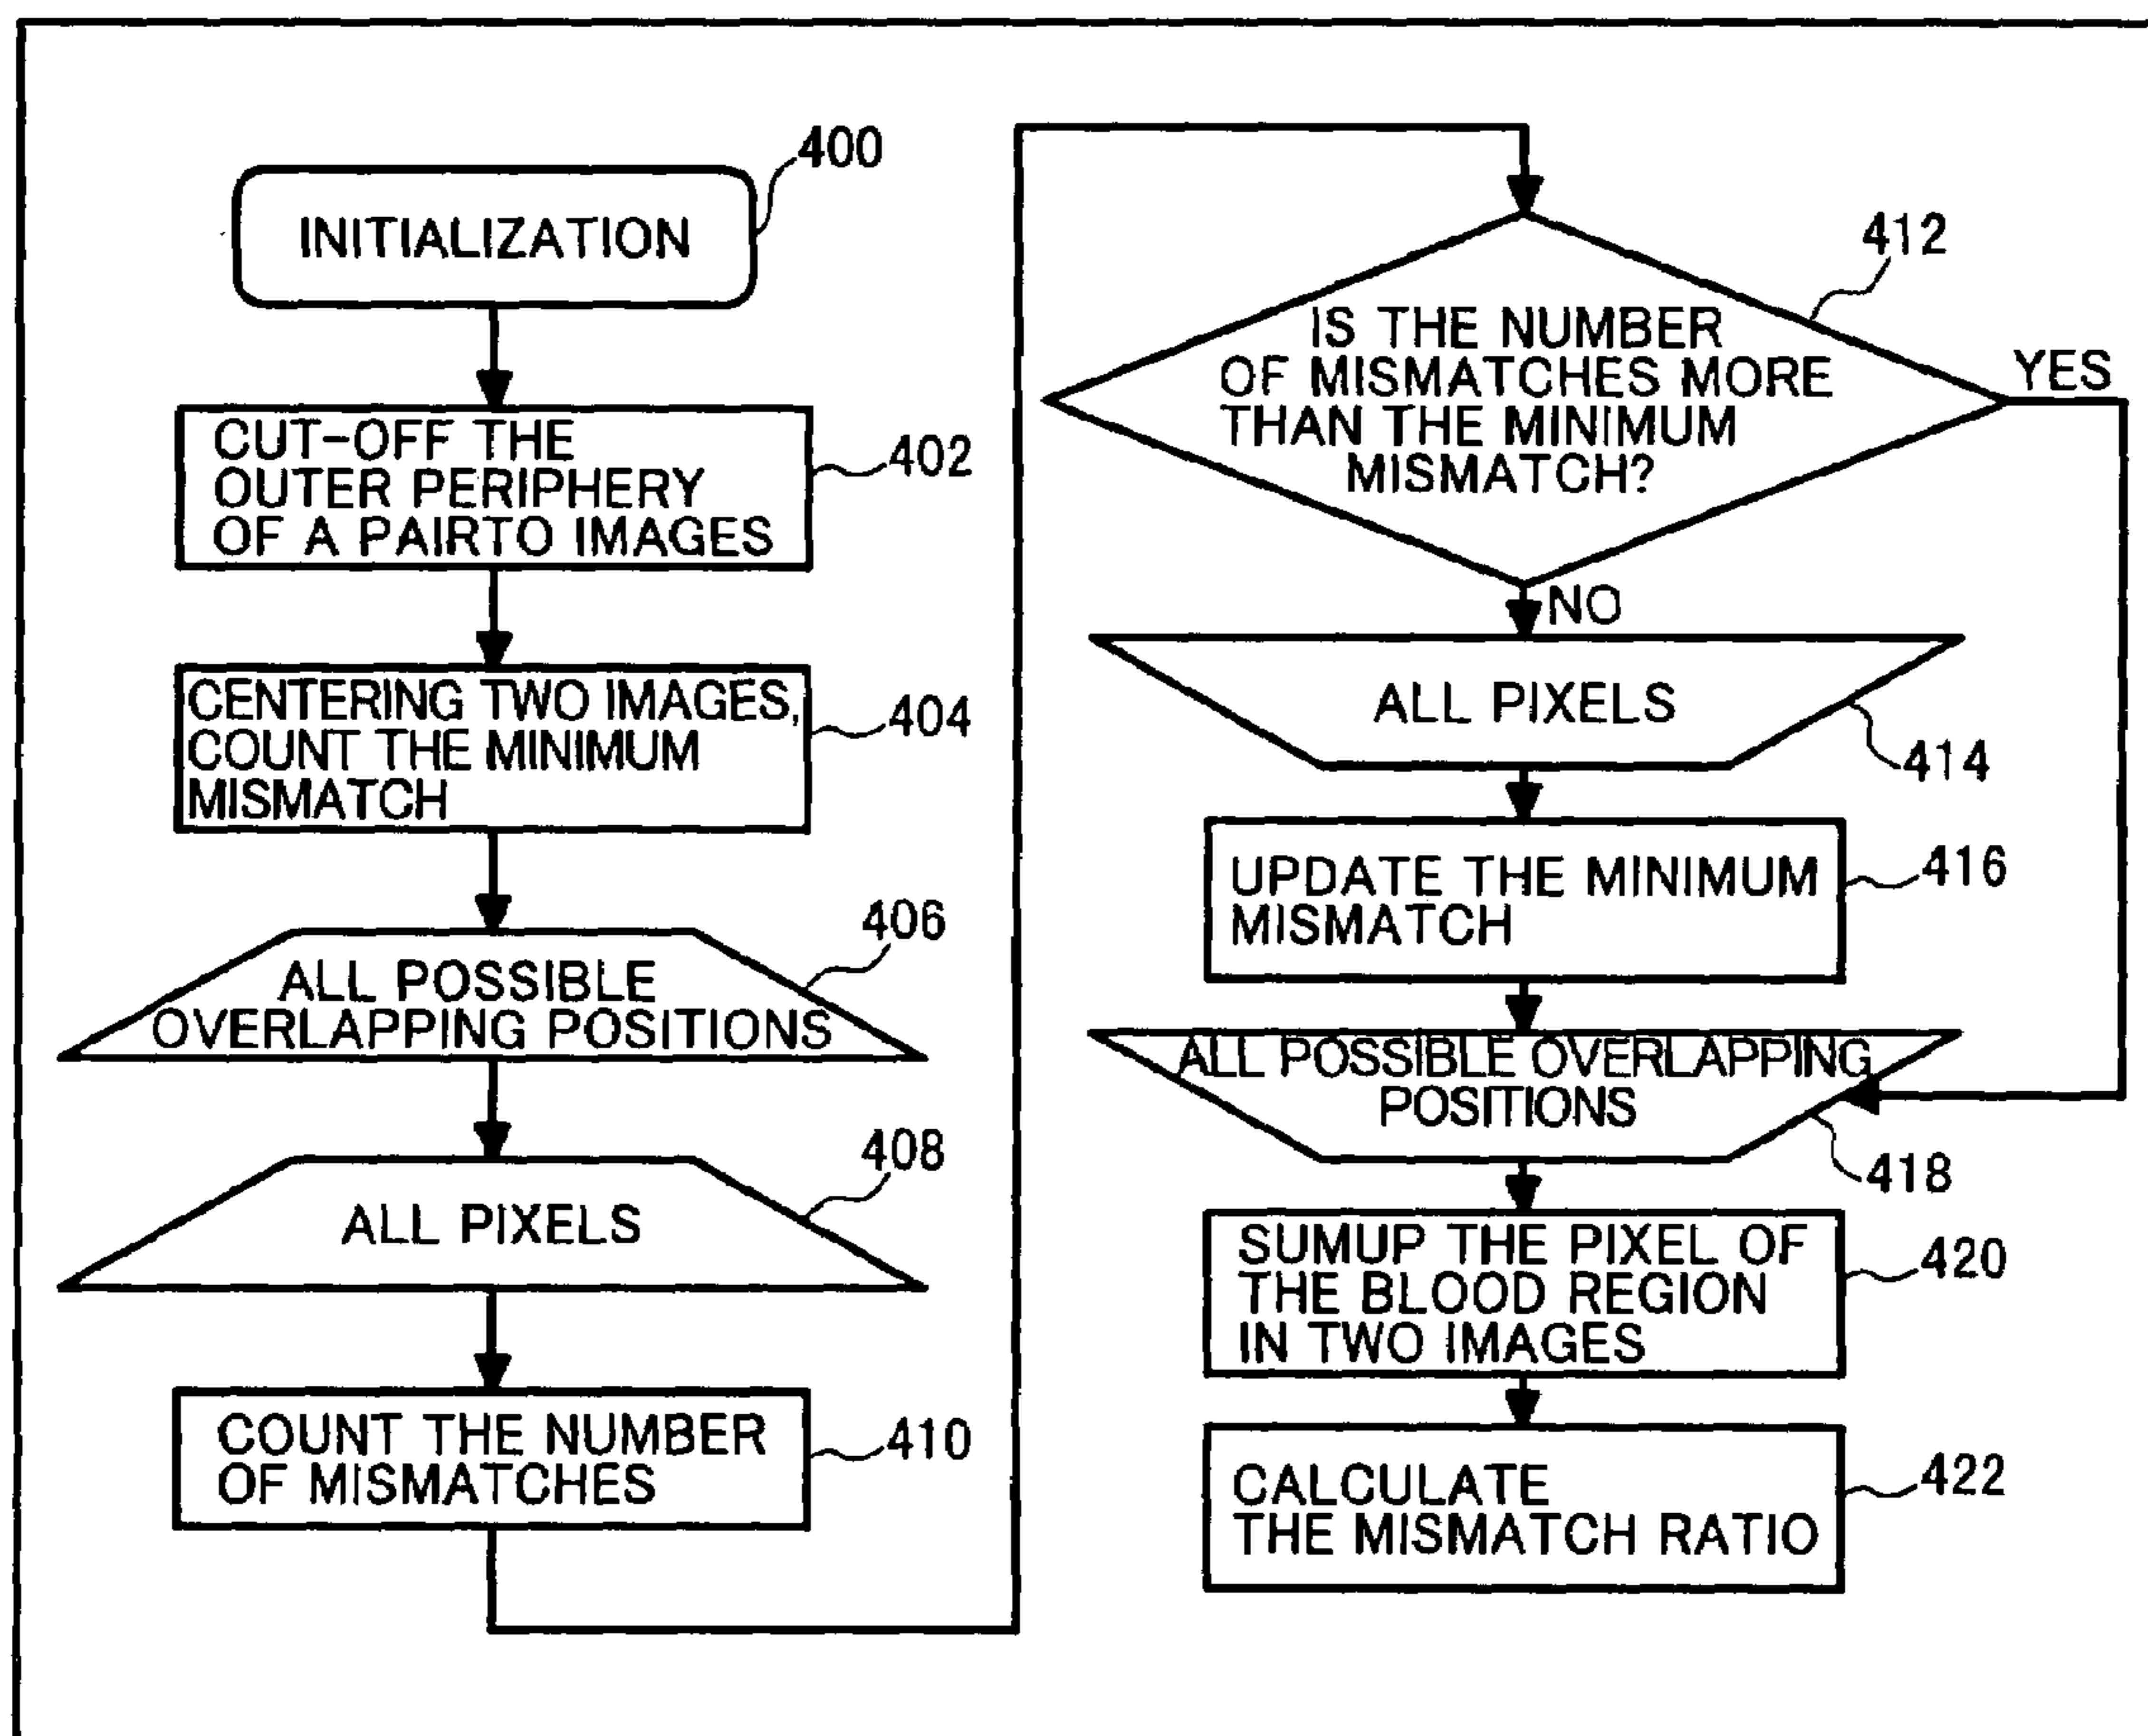 400
INITIALIZATION
CUT-OFF THE
OUTER PERIPHERY
OF A PAIRTO IMAGES
402
CENTERING TWO IMAGES,
COUNT THE MINIMUM
MISMATCH
404
406
ALL POSSIBLE
OVERLAPPING POSITIONS
408
ALL PIXELS
COUNT THE NUMBER
OF MISMATCHES
410
412
IS THE NUMBER
OF MISMATCHES MORE
THAN THE MINIMUM
MISMATCH?
YES
NO
ALL PIXELS
414
UPDATE THE MINIMUM
MISMATCH
416
ALL POSSIBLE OVERLAPPING
POSITIONS
418
SUMUP THE PIXEL OF
THE BLOOD REGION
IN TWO IMAGES
420
CALCULATE
THE MISMATCH RATIO
422